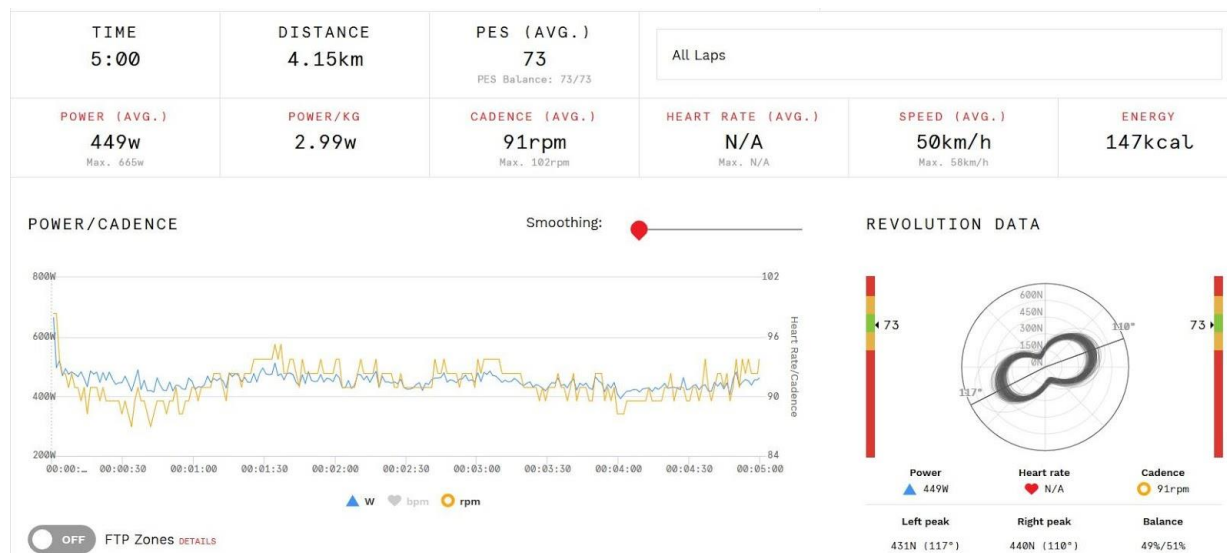 TIME
5:00
DISTANCE
4.15km
PES (AVG.)
73
PES Balance: 73/73
All Laps
POWER (AVG.)
449w
Max. 665w
POWER/KG
2.99w
CADENCE (AVG.)
91rpm
Max. 102rpm
HEART RATE (AVG.)
N/A
Max. N/A
SPEED (AVG.)
50km/h
Max. 58km/h
ENERGY
147kcal
POWER/CADENCE
Smoothing:
800W
600W
400W
200W
102
96
90
84
Heart Rate/Cadence
00:00:…
00:00:30
00:01:00
00:01:30
00:02:00
00:02:30
00:03:00
00:03:30
00:04:00
00:04:30
00:05:00
W
bpm
rpm
OFF
FTP Zones DETAILS
REVOLUTION DATA
73
600N
450N
300N
150N
0N
110°
117°
73
Power
449W
Heart rate
N/A
Cadence
91rpm
Left peak
431N (117°)
Right peak
440N (110°)
Balance
49%/51%